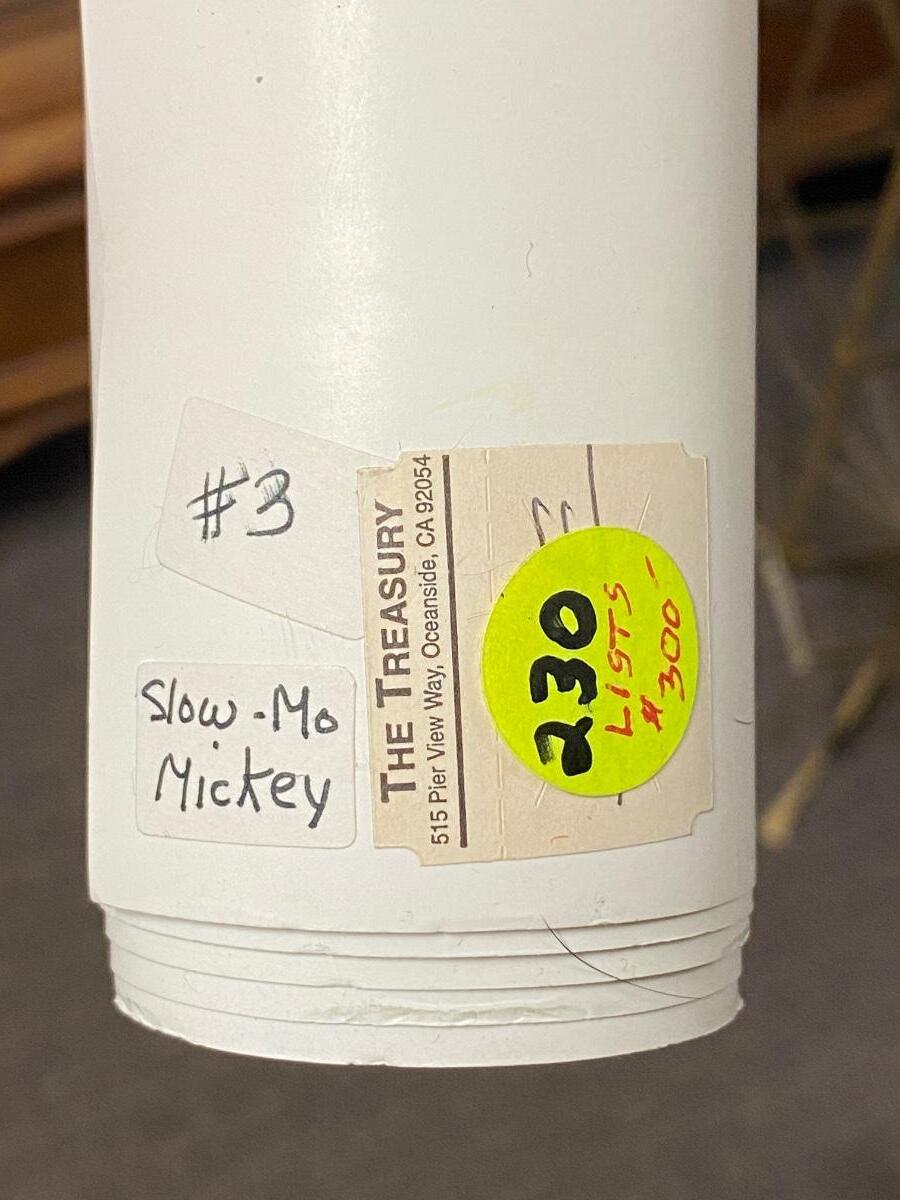 #3
Slow-Mo
Mickey
THE TREASURY
515 Pier View Way, Oceanside, CA 92054
230
LISTS
$300-